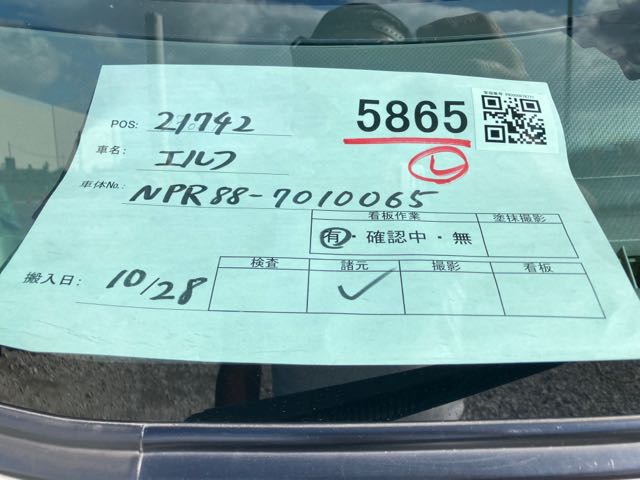 5865
POS: 21742
車名: エルフ
車体No.: NPR88-7010065
看板作業 塗抹撮影
有・確認中・無
搬入日: 10/28
検査 諸元 撮影 看板
✓